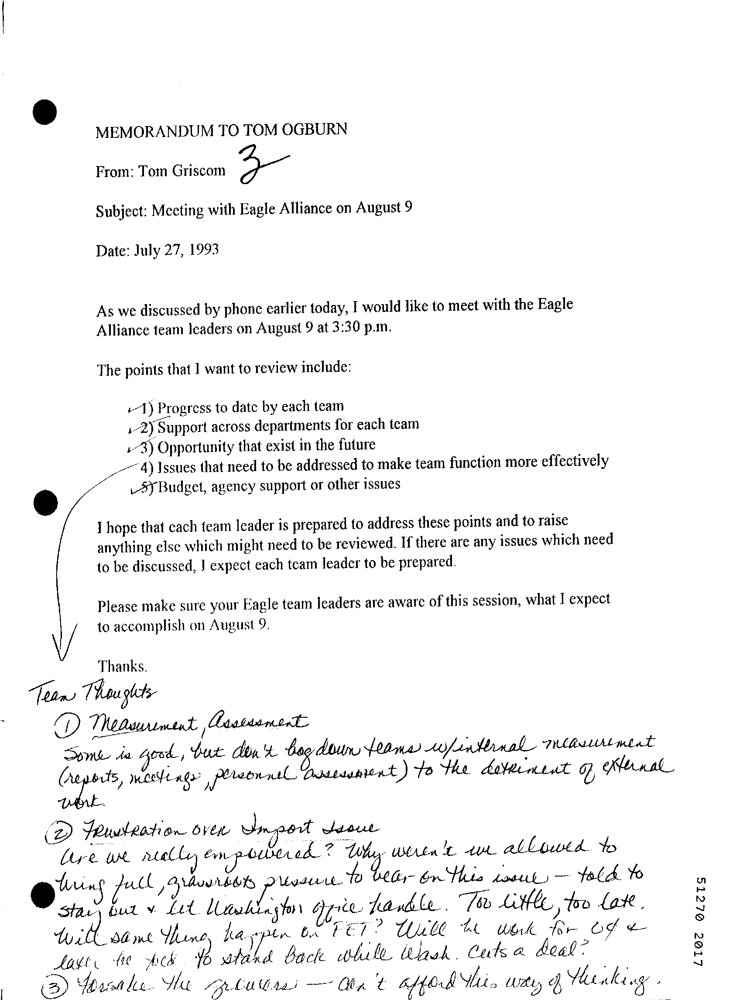 MEMORANDUM TO TOM OGBURN
From: Tom Griscom
Subject: Meeting with Eagle Alliance on August 9
Date: July 27, 1993
As we discussed by phone earlier today, I would like to meet with the Eagle
Alliance team leaders on August 9 at 3:30 p.m.
The points that I want to review include:
1) Progress to date by each team
2) Support across departments for each team
3) Opportunity that exist in the future
4) Issues that need to be addressed to make team function more effectively
5) Budget, agency support or other issues
I hope that each team leader is prepared to address these points and to raise
anything else which might need to be reviewed. If there are any issues which need
to be discussed, I expect each team leader to be prepared.
Please make sure your Eagle team leaders are aware of this session, what I expect
to accomplish on August 9.
Thanks.
Team Thoughts
① Measurement, Assessment
Some is good, but don't bog down teams w/internal measurement
(reports, meetings, personnel assessment) to the detriment of external
work.
② Frustration over Import Issue
Are we really empowered? Why weren't we allowed to
bring full, grassroots pressure to bear on this issue — told to
stay out & let Washington office handle. Too little, too late.
Will same thing happen on FET? Will we work for 0¢ &
later be to stand back while Wash. cuts a deal?
③ Forsake the growers — can't afford this way of thinking.
51270 2017